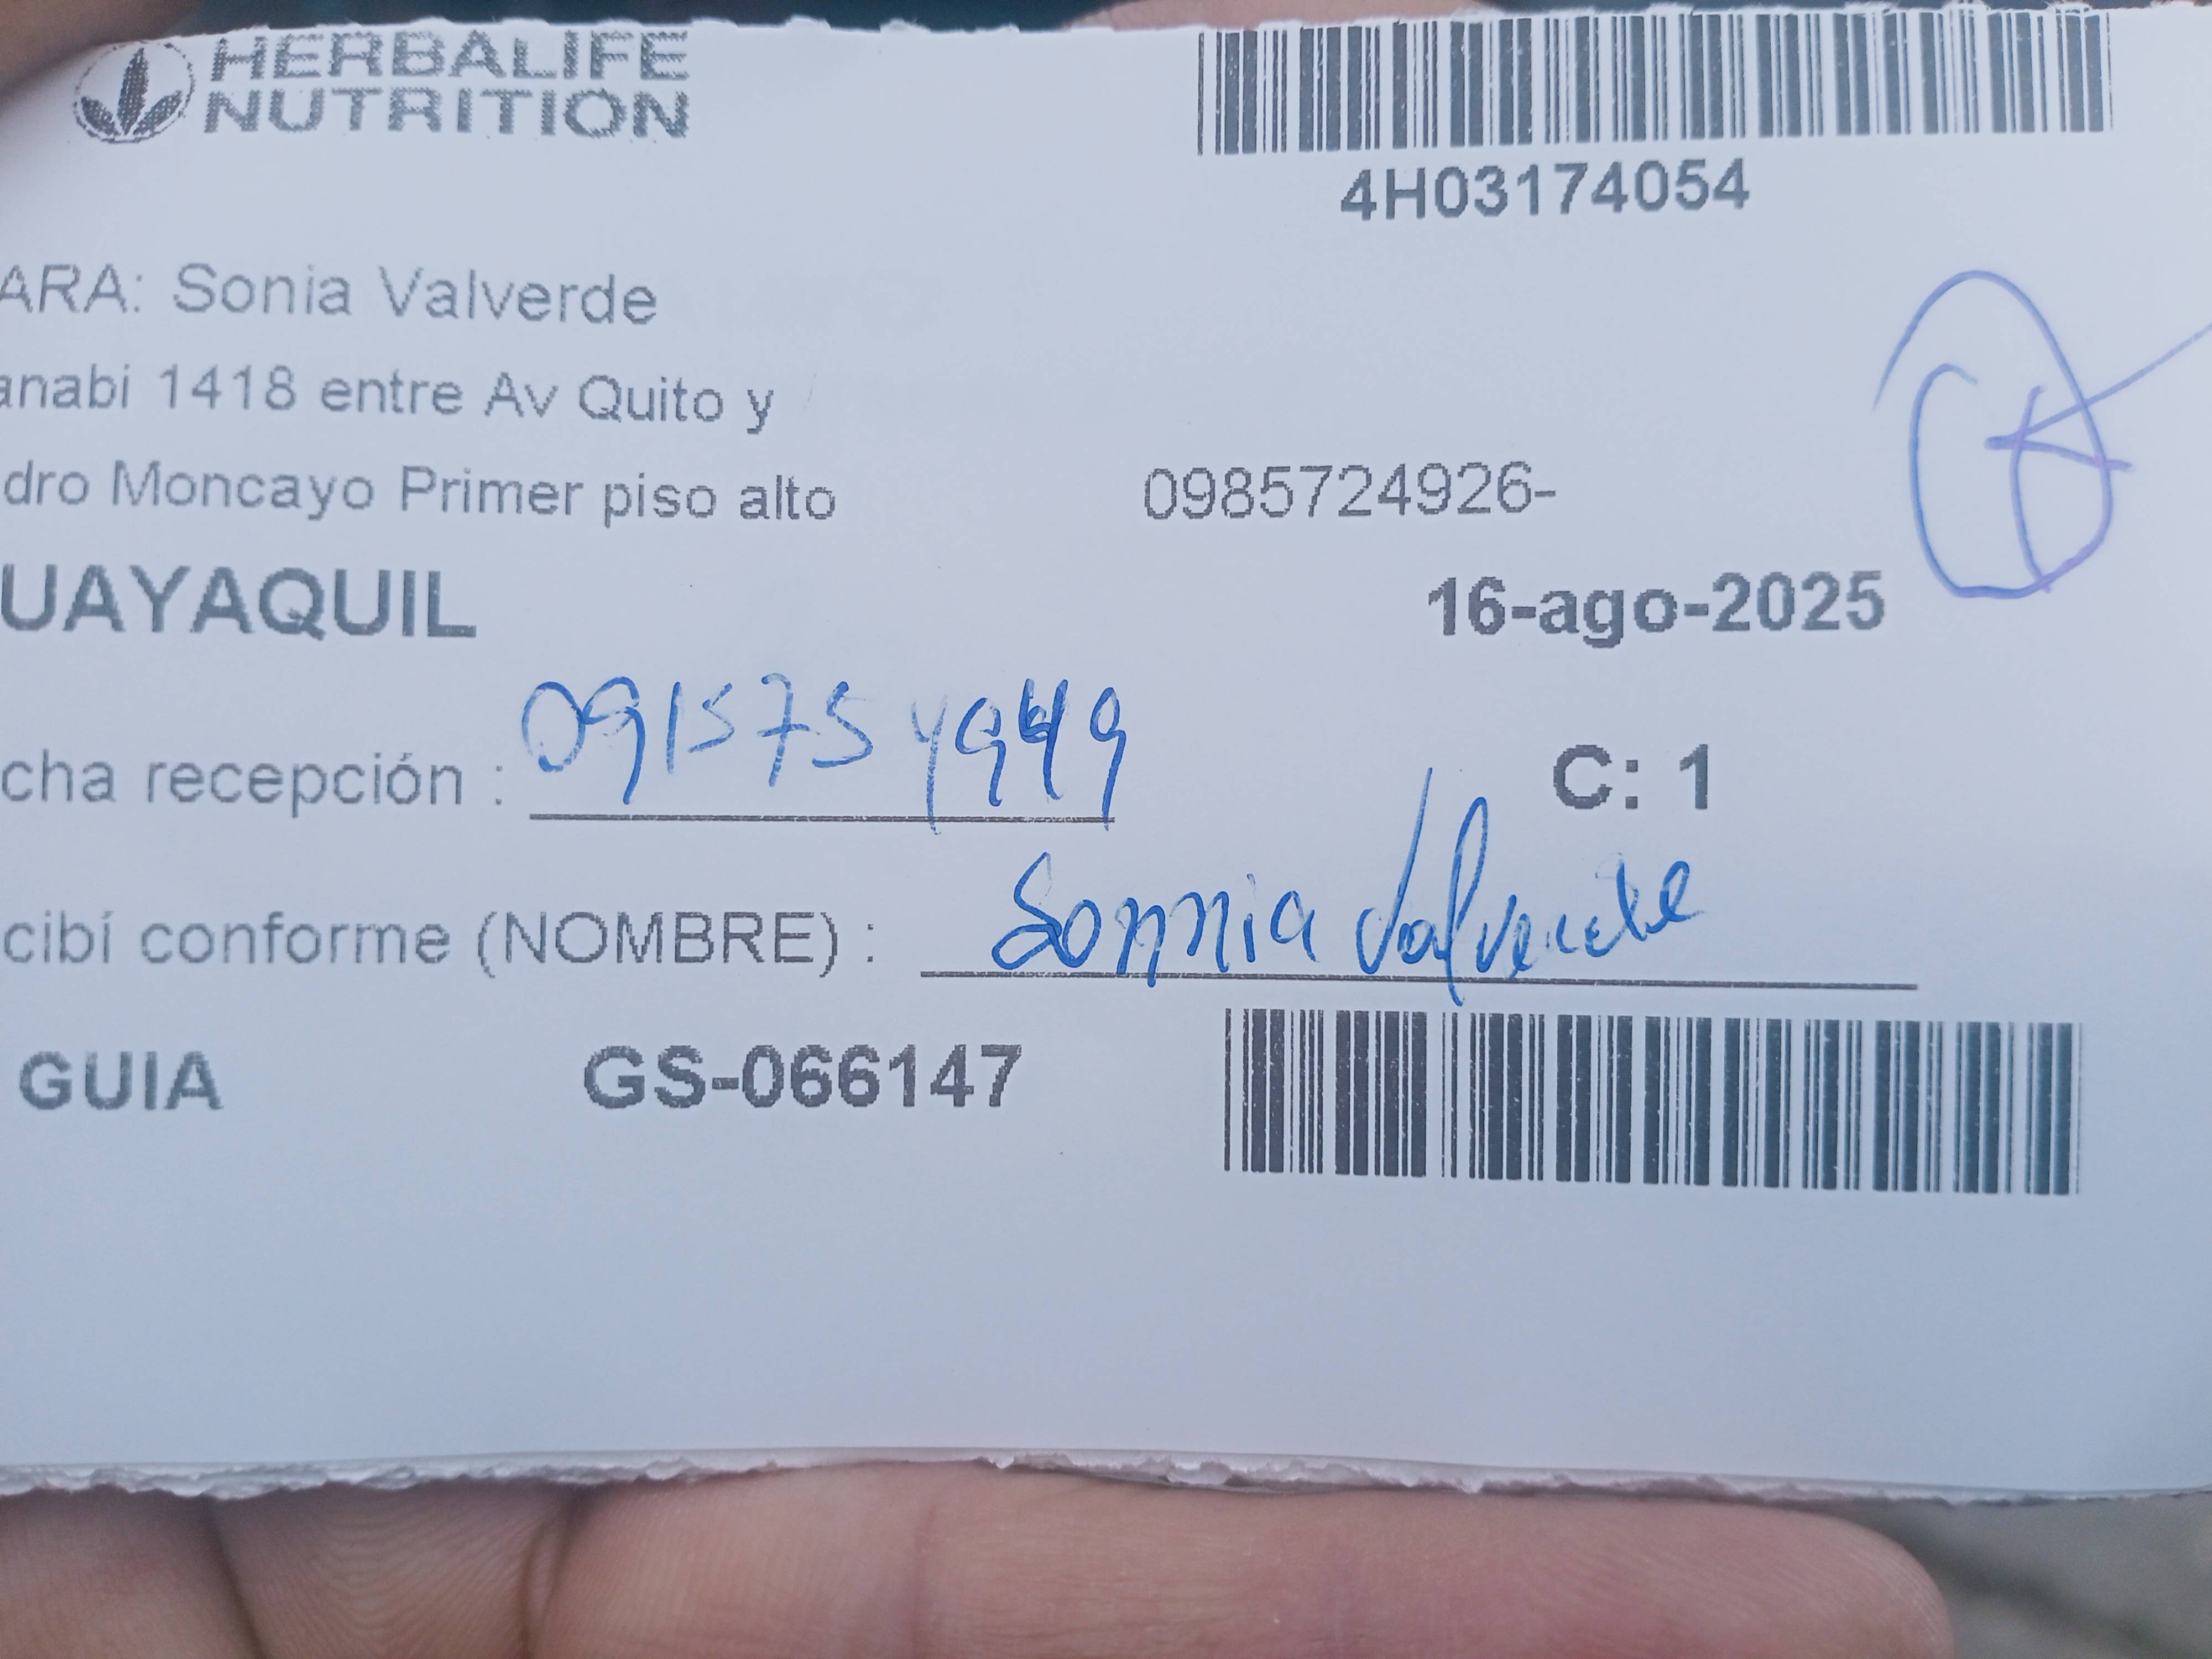 HERBALIFE
NUTRITION
4H03174054
ARA: Sonia Valverde
anabi 1418 entre Av Quito y
dro Moncayo Primer piso alto 0985724926-
UAYAQUIL 16-ago-2025
cha recepción : 0915754949
C: 1
cibí conforme (NOMBRE) : Sonnia Valverde
GUIA GS-066147